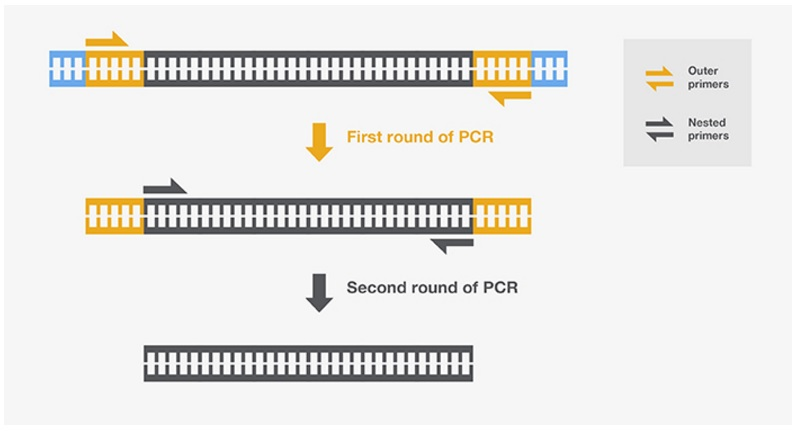 Outer
primers
Nested
primers
First round of PCR
Second round of PCR